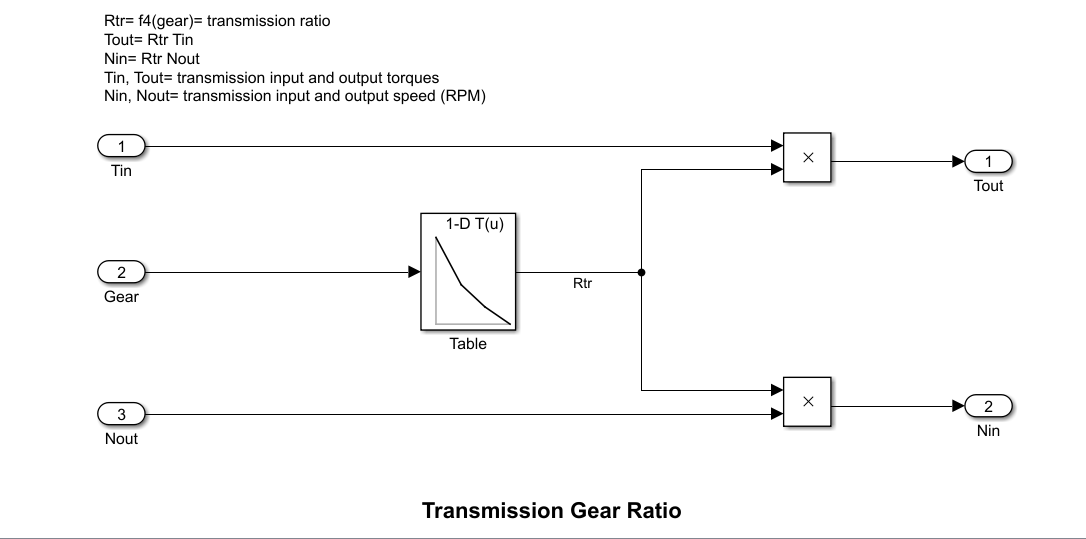 Rtr= f4(gear)= transmission ratio
Tout= Rtr Tin
Nin= Rtr Nout
Tin, Tout= transmission input and output torques
Nin, Nout= transmission input and output speed (RPM)
1
Tin
×
1
Tout
1-D T(u)
2
Gear
Rtr
Table
×
3
Nout
2
Nin
Transmission Gear Ratio